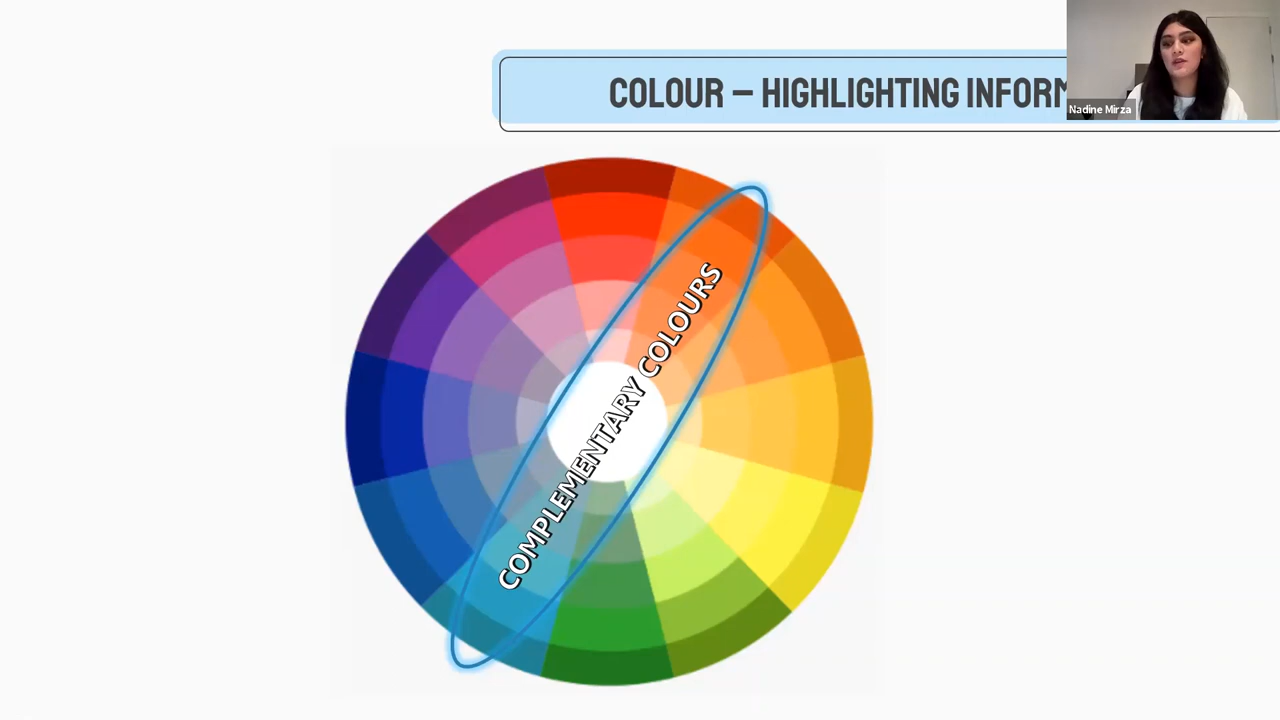 COLOUR – HIGHLIGHTING INFORM
Nadine Mirza
COMPLEMENTARY COLOURS